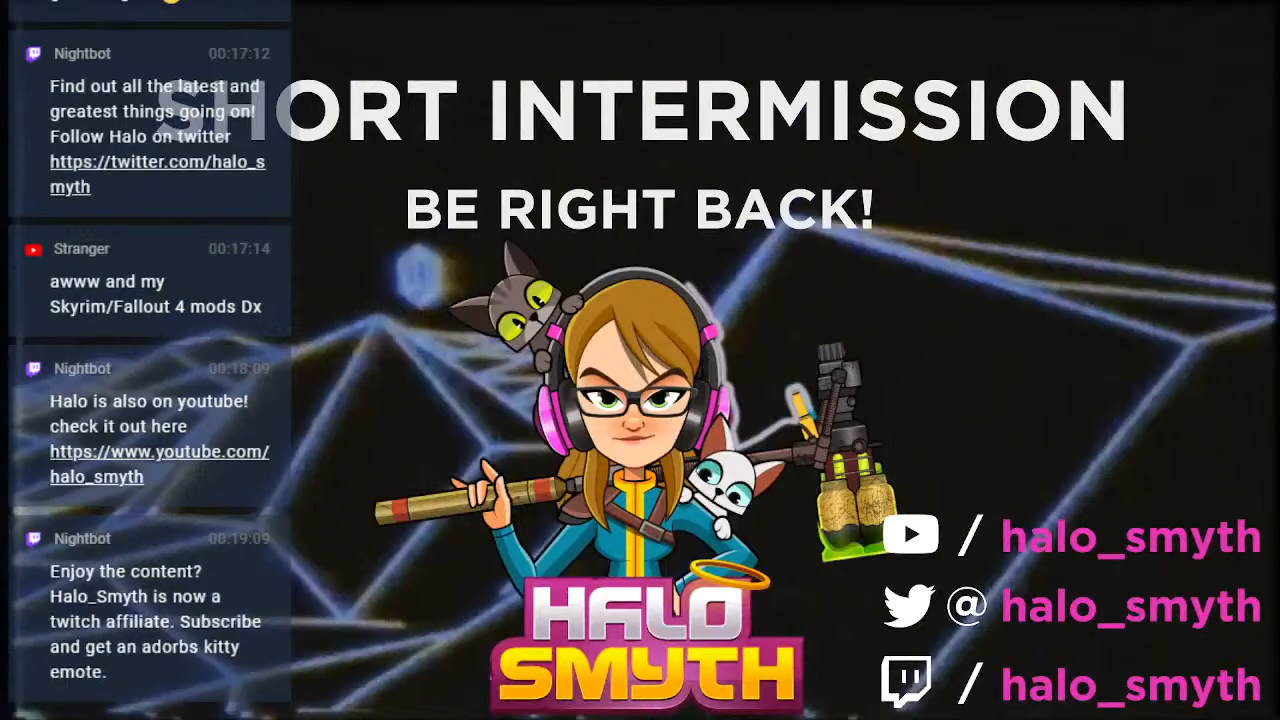 Nightbot 00:17:12
Find out all the latest and
greatest things going on!
Follow Halo on twitter
https://twitter.com/halo_s
myth
Stranger 00:17:14
awww and my
Skyrim/Fallout 4 mods Dx
Nightbot 00:18:09
Halo is also on youtube!
check it out here
https://www.youtube.com/
halo_smyth
Nightbot 00:19:09
Enjoy the content?
Halo_Smyth is now a
twitch affiliate. Subscribe
and get an adorbs kitty
emote.
SHORT INTERMISSION
BE RIGHT BACK!
HALO
SMYTH
/ halo_smyth
@ halo_smyth
/ halo_smyth